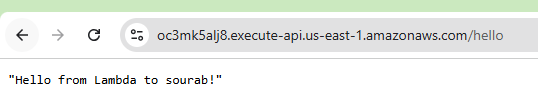 oc3mk5alj8.execute-api.us-east-1.amazonaws.com/hello
"Hello from Lambda to sourab!"